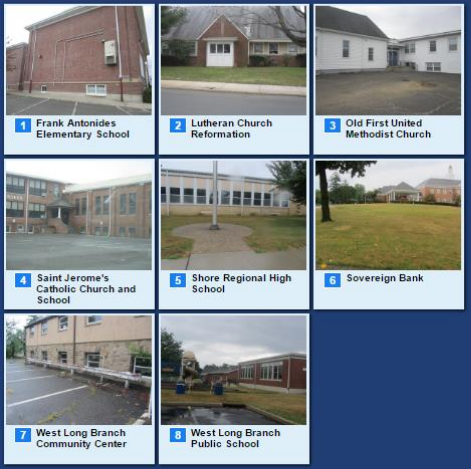 1 Frank Antonides
Elementary School
2 Lutheran Church
Reformation
3 Old First United
Methodist Church
4 Saint Jerome's
Catholic Church and
School
5 Shore Regional High
School
6 Sovereign Bank
7 West Long Branch
Community Center
8 West Long Branch
Public School